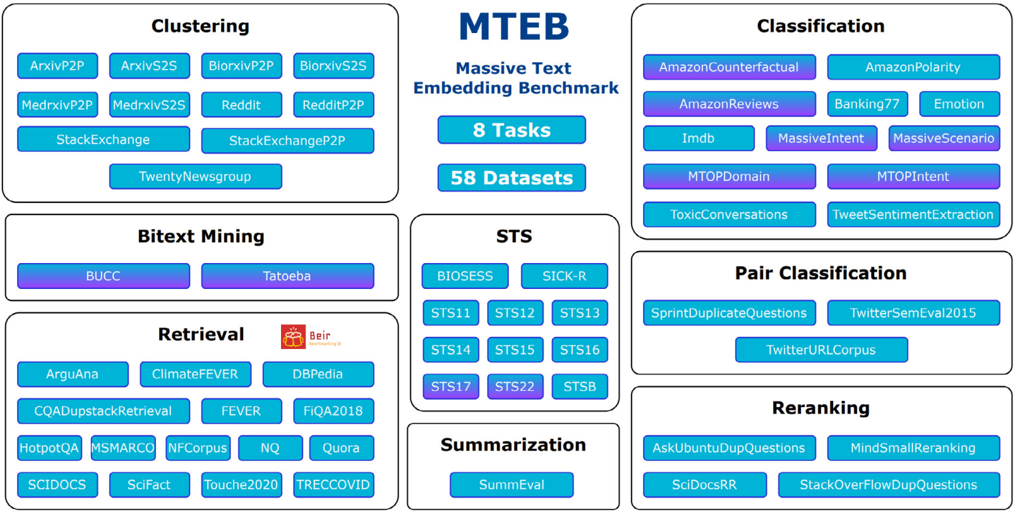 MTEB
Massive Text
Embedding Benchmark
8 Tasks
58 Datasets
Clustering
ArxivP2P
ArxivS2S
BiorxivP2P
BiorxivS2S
MedrxivP2P
MedrxivS2S
Reddit
RedditP2P
StackExchange
StackExchangeP2P
TwentyNewsgroup
Bitext Mining
BUCC
Tatoeba
Retrieval
Beir
Benchmarking IR
ArguAna
ClimateFEVER
DBPedia
CQADupstackRetrieval
FEVER
FiQA2018
HotpotQA
MSMARCO
NFCorpus
NQ
Quora
SCIDOCS
SciFact
Touche2020
TRECCOVID
STS
BIOSESS
SICK-R
STS11
STS12
STS13
STS14
STS15
STS16
STS17
STS22
STSB
Summarization
SummEval
Classification
AmazonCounterfactual
AmazonPolarity
AmazonReviews
Banking77
Emotion
Imdb
MassiveIntent
MassiveScenario
MTOPDomain
MTOPIntent
ToxicConversations
TweetSentimentExtraction
Pair Classification
SprintDuplicateQuestions
TwitterSemEval2015
TwitterURLCorpus
Reranking
AskUbuntuDupQuestions
MindSmallReranking
SciDocsRR
StackOverFlowDupQuestions